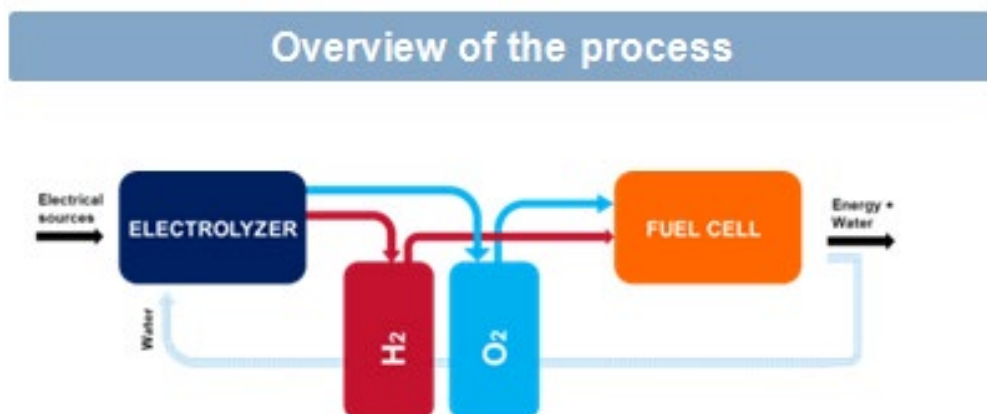 Overview of the process
Electrical
sources
ELECTROLYZER
FUEL CELL
Energy +
Water
Water
H2
O2